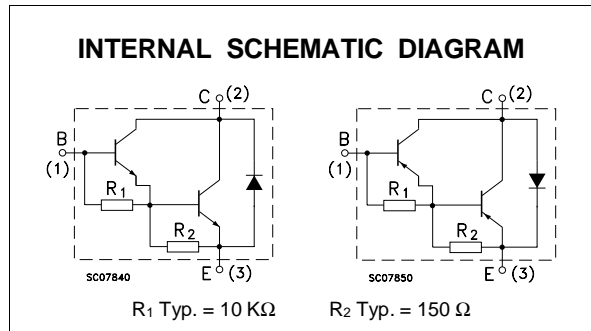 INTERNAL SCHEMATIC DIAGRAM
C (2)
B
(1)
R1
R2
E (3)
SC07840
C (2)
B
(1)
R1
R2
E (3)
SC07850
R1 Typ. = 10 KΩ R2 Typ. = 150 Ω